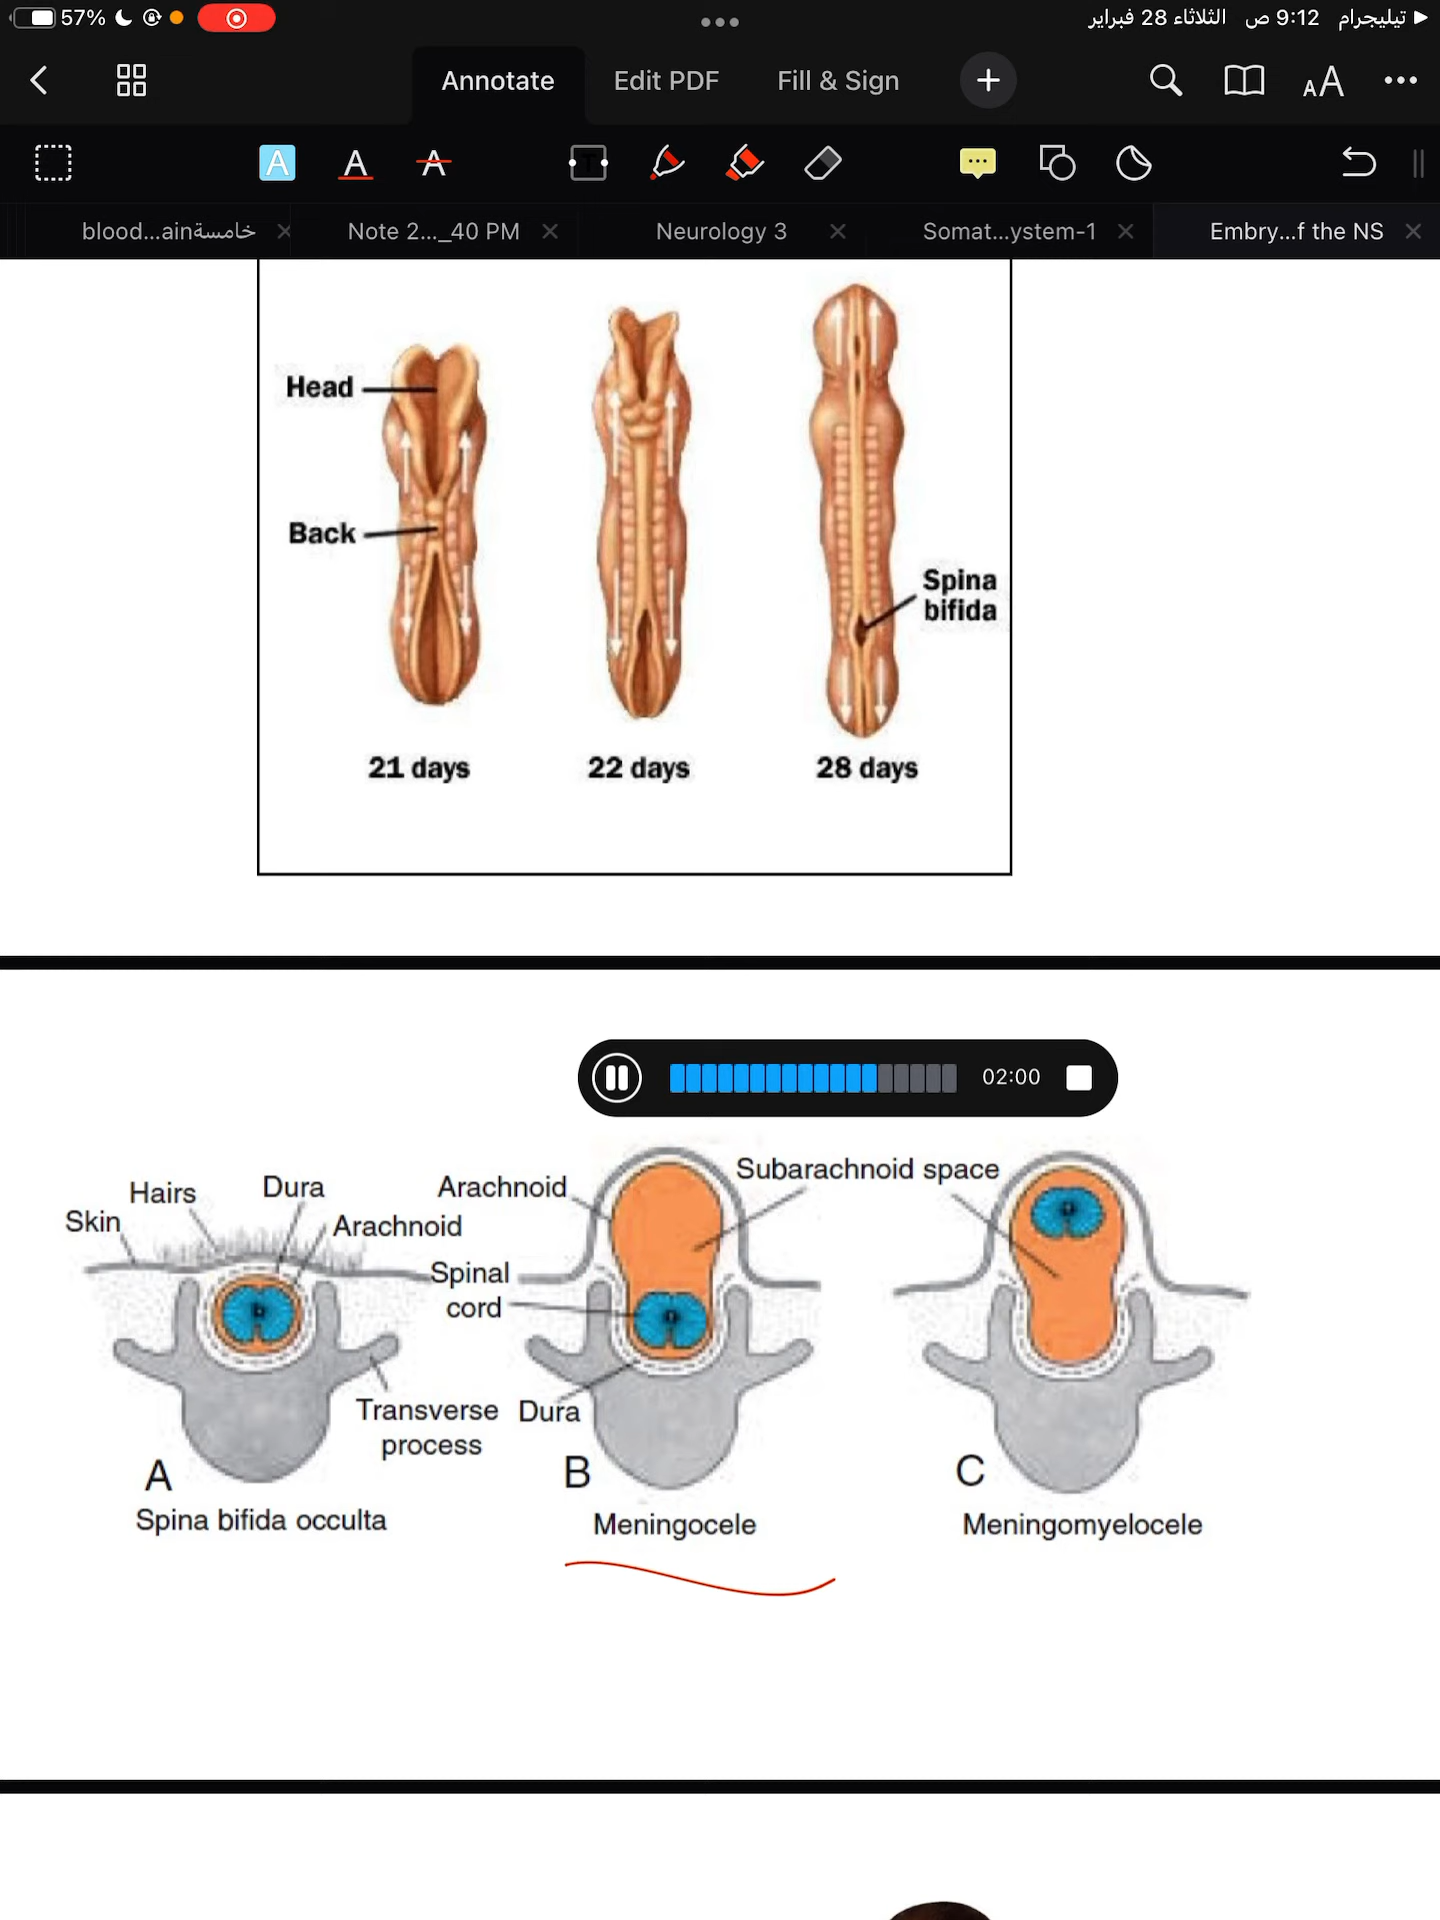 57%
الثلاثاء 28 فبراير 9:12 ص تيليجرام ◀
Annotate Edit PDF Fill & Sign
AA
A A A T
blood...ainخامسة Note 2..._40 PM Neurology 3 Somat...ystem-1 Embry...f the NS
Head
Back
Spina
bifida
21 days 22 days 28 days
02:00
Hairs
Skin
Dura
Arachnoid
Arachnoid
Subarachnoid space
Spinal
cord
Transverse
process
Dura
A
B
C
Spina bifida occulta
Meningocele
Meningomyelocele